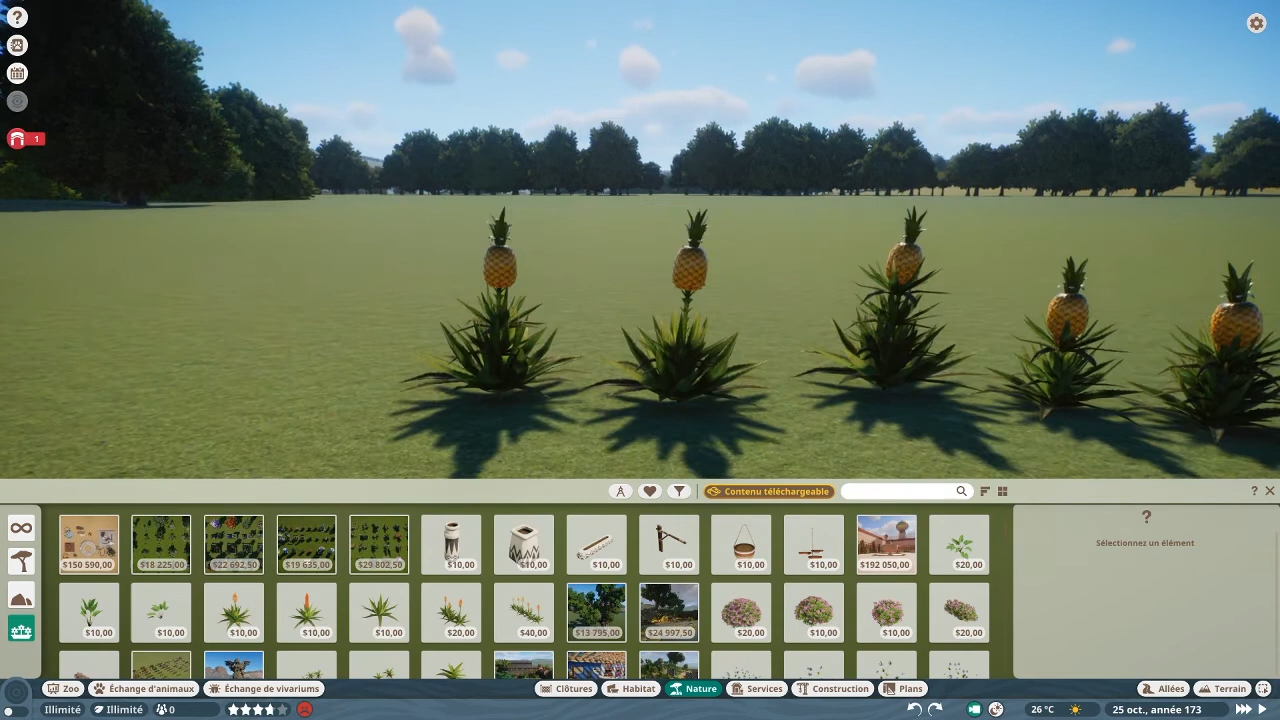 ?
1
Contenu téléchargeable
? ×
$150 590,00
$18 225,00
$22 692,50
$19 635,00
$29 802,50
$10,00
$10,00
$10,00
$10,00
$10,00
$10,00
$192 050,00
$20,00
$10,00
$10,00
$10,00
$10,00
$10,00
$20,00
$40,00
$13 795,00
$24 997,50
$20,00
$10,00
$10,00
$20,00
?
Sélectionnez un élément
Zoo
Échange d'animaux
Échange de vivariums
Clôtures
Habitat
Nature
Services
Construction
Plans
Allées
Terrain
Illimité
Illimité
0
26 °C
25 oct., année 173